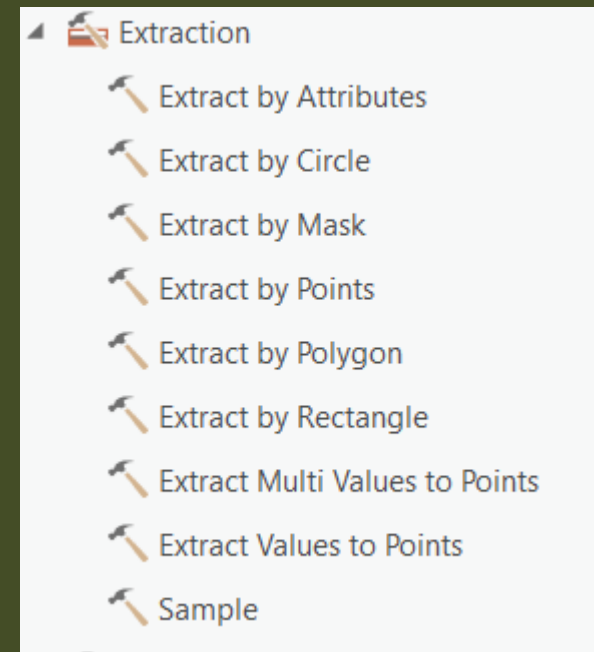 Extraction
Extract by Attributes
Extract by Circle
Extract by Mask
Extract by Points
Extract by Polygon
Extract by Rectangle
Extract Multi Values to Points
Extract Values to Points
Sample